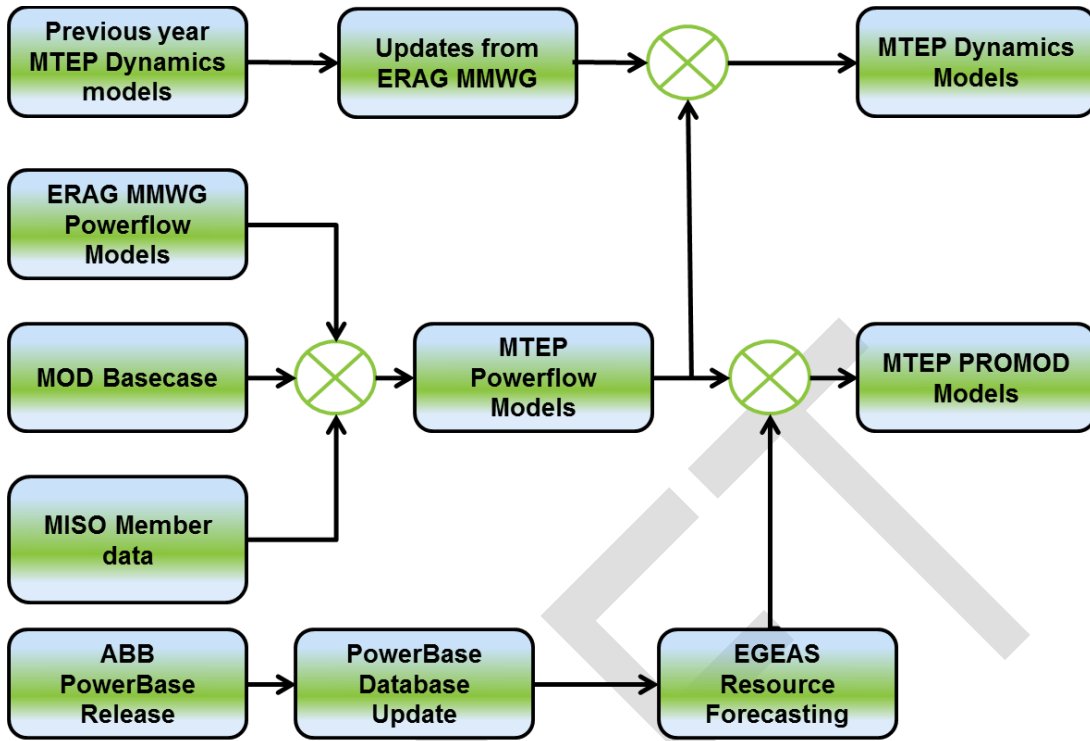 Previous year
MTEP Dynamics
models
Updates from
ERAG MMWG
MTEP Dynamics
Models
ERAG MMWG
Powerflow
Models
MOD Basecase
MTEP
Powerflow
Models
MTEP PROMOD
Models
MISO Member
data
ABB
PowerBase
Release
PowerBase
Database
Update
EGEAS
Resource
Forecasting